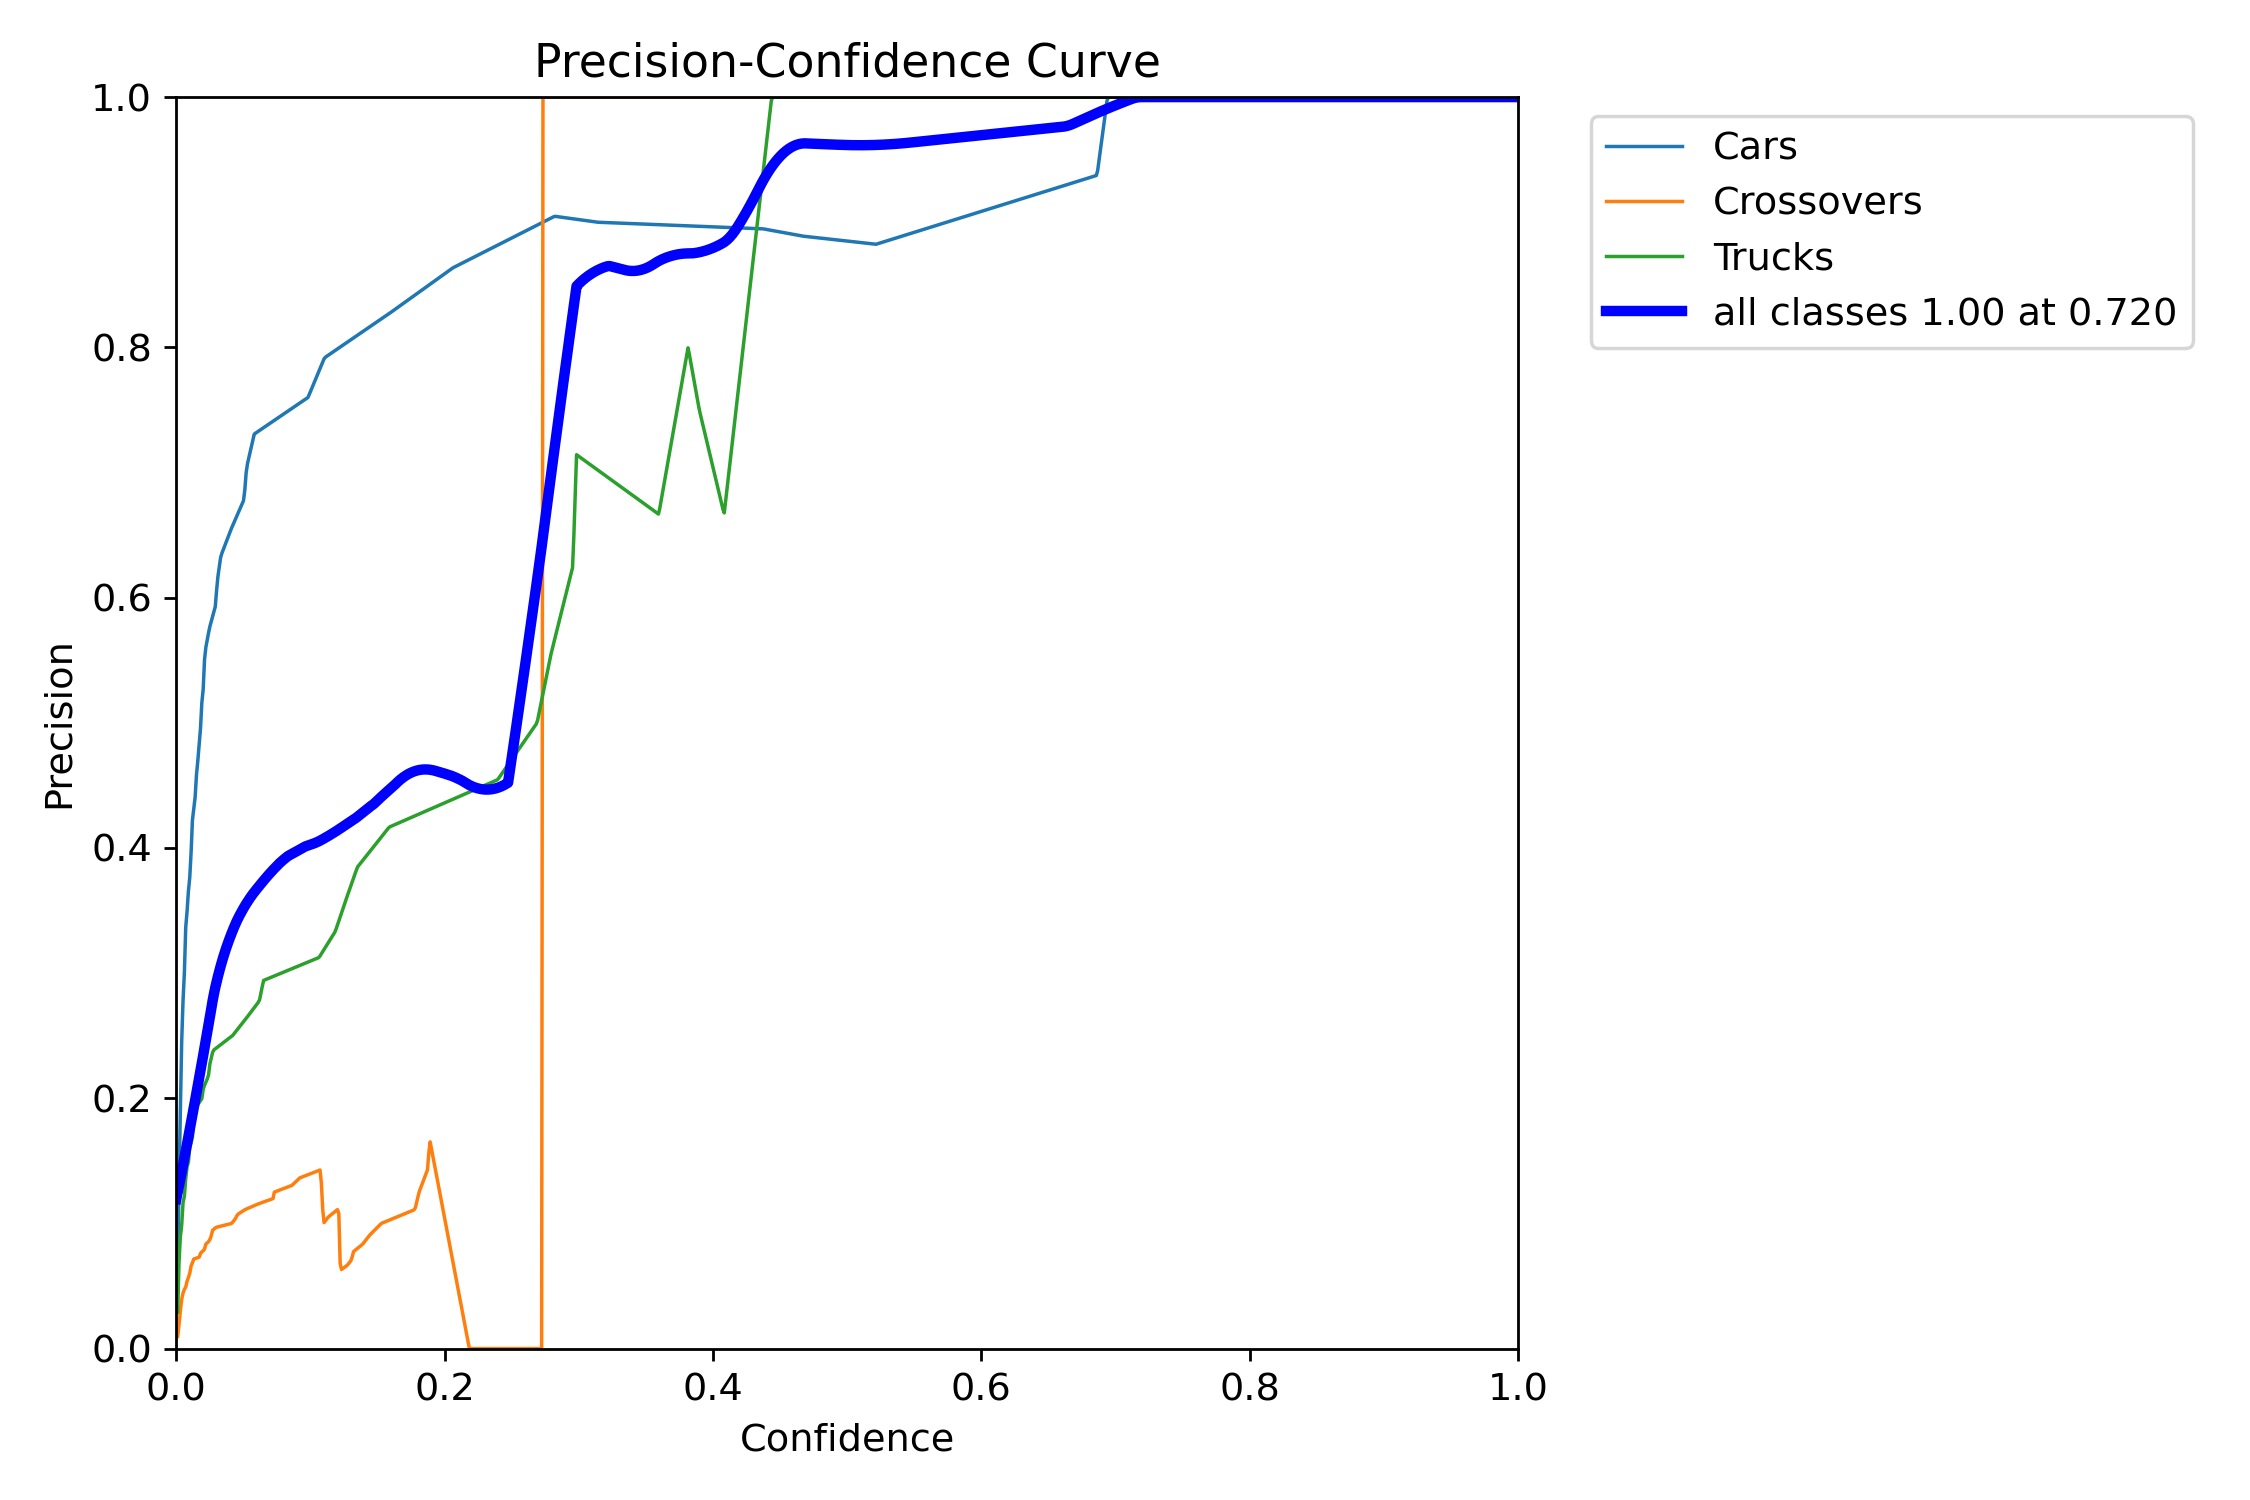 Precision-Confidence Curve
1.0
0.8
0.6
0.4
0.2
0.0
Precision
0.0 0.2 0.4 0.6 0.8 1.0
Confidence
Cars
Crossovers
Trucks
all classes 1.00 at 0.720